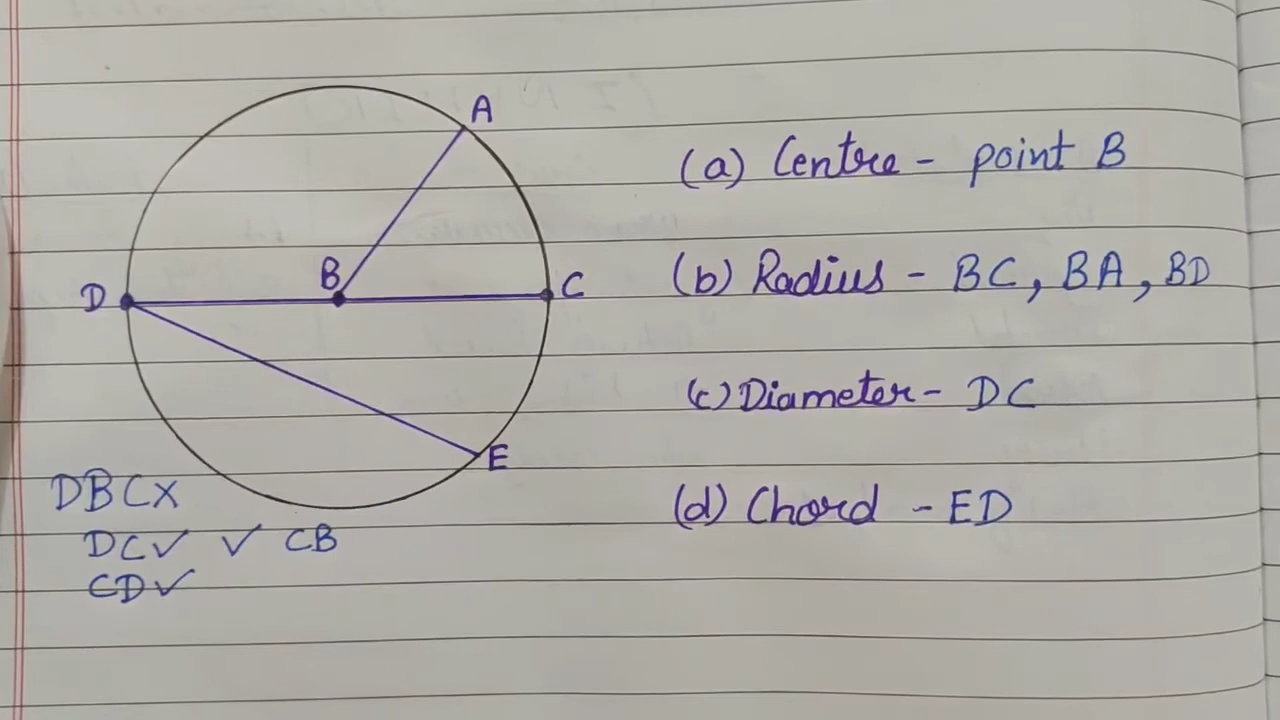 A
(a) Centre - point B
B
D
C
(b) Radius - BC, BA, BD
(c) Diameter - DC
E
DBC×
(d) Chord - ED
DC✓ ✓ CB
CD✓